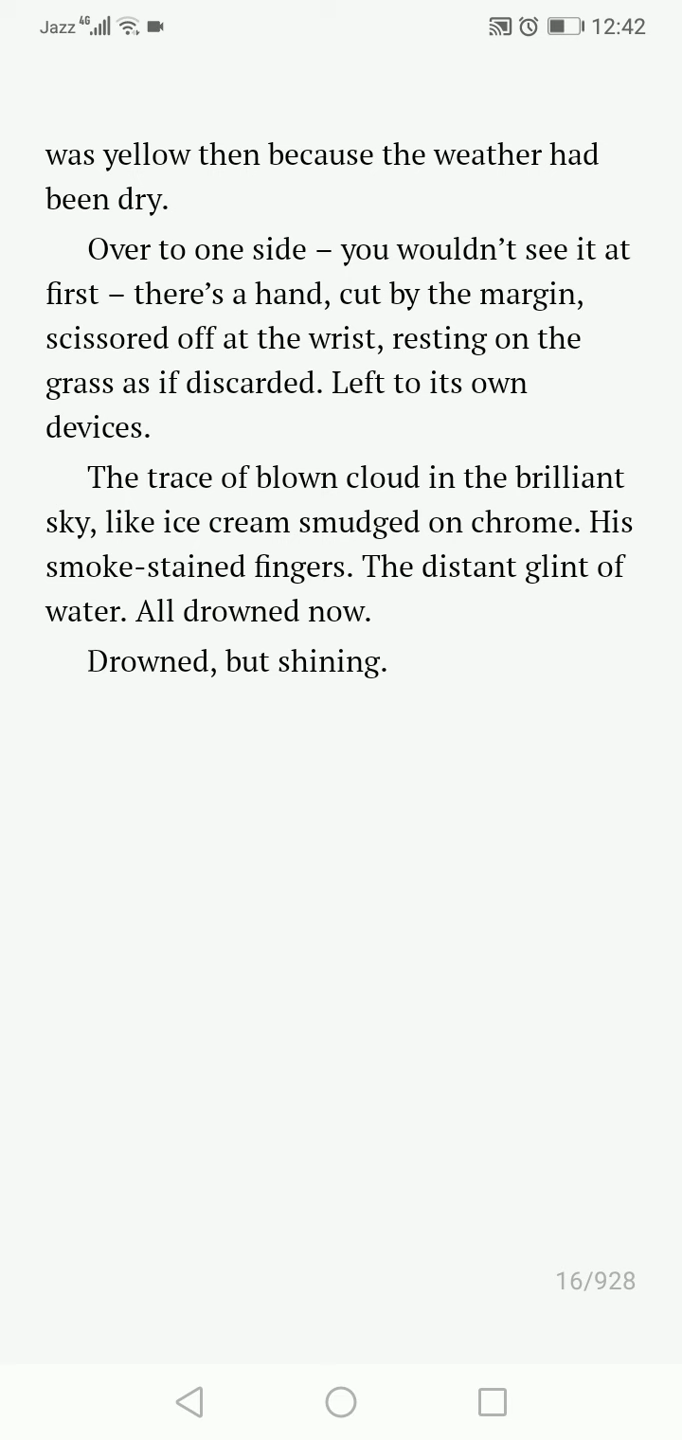 Jazz 4G 12:42
was yellow then because the weather had
been dry.
Over to one side – you wouldn’t see it at
first – there’s a hand, cut by the margin,
scissored off at the wrist, resting on the
grass as if discarded. Left to its own
devices.
The trace of blown cloud in the brilliant
sky, like ice cream smudged on chrome. His
smoke-stained fingers. The distant glint of
water. All drowned now.
Drowned, but shining.
16/928